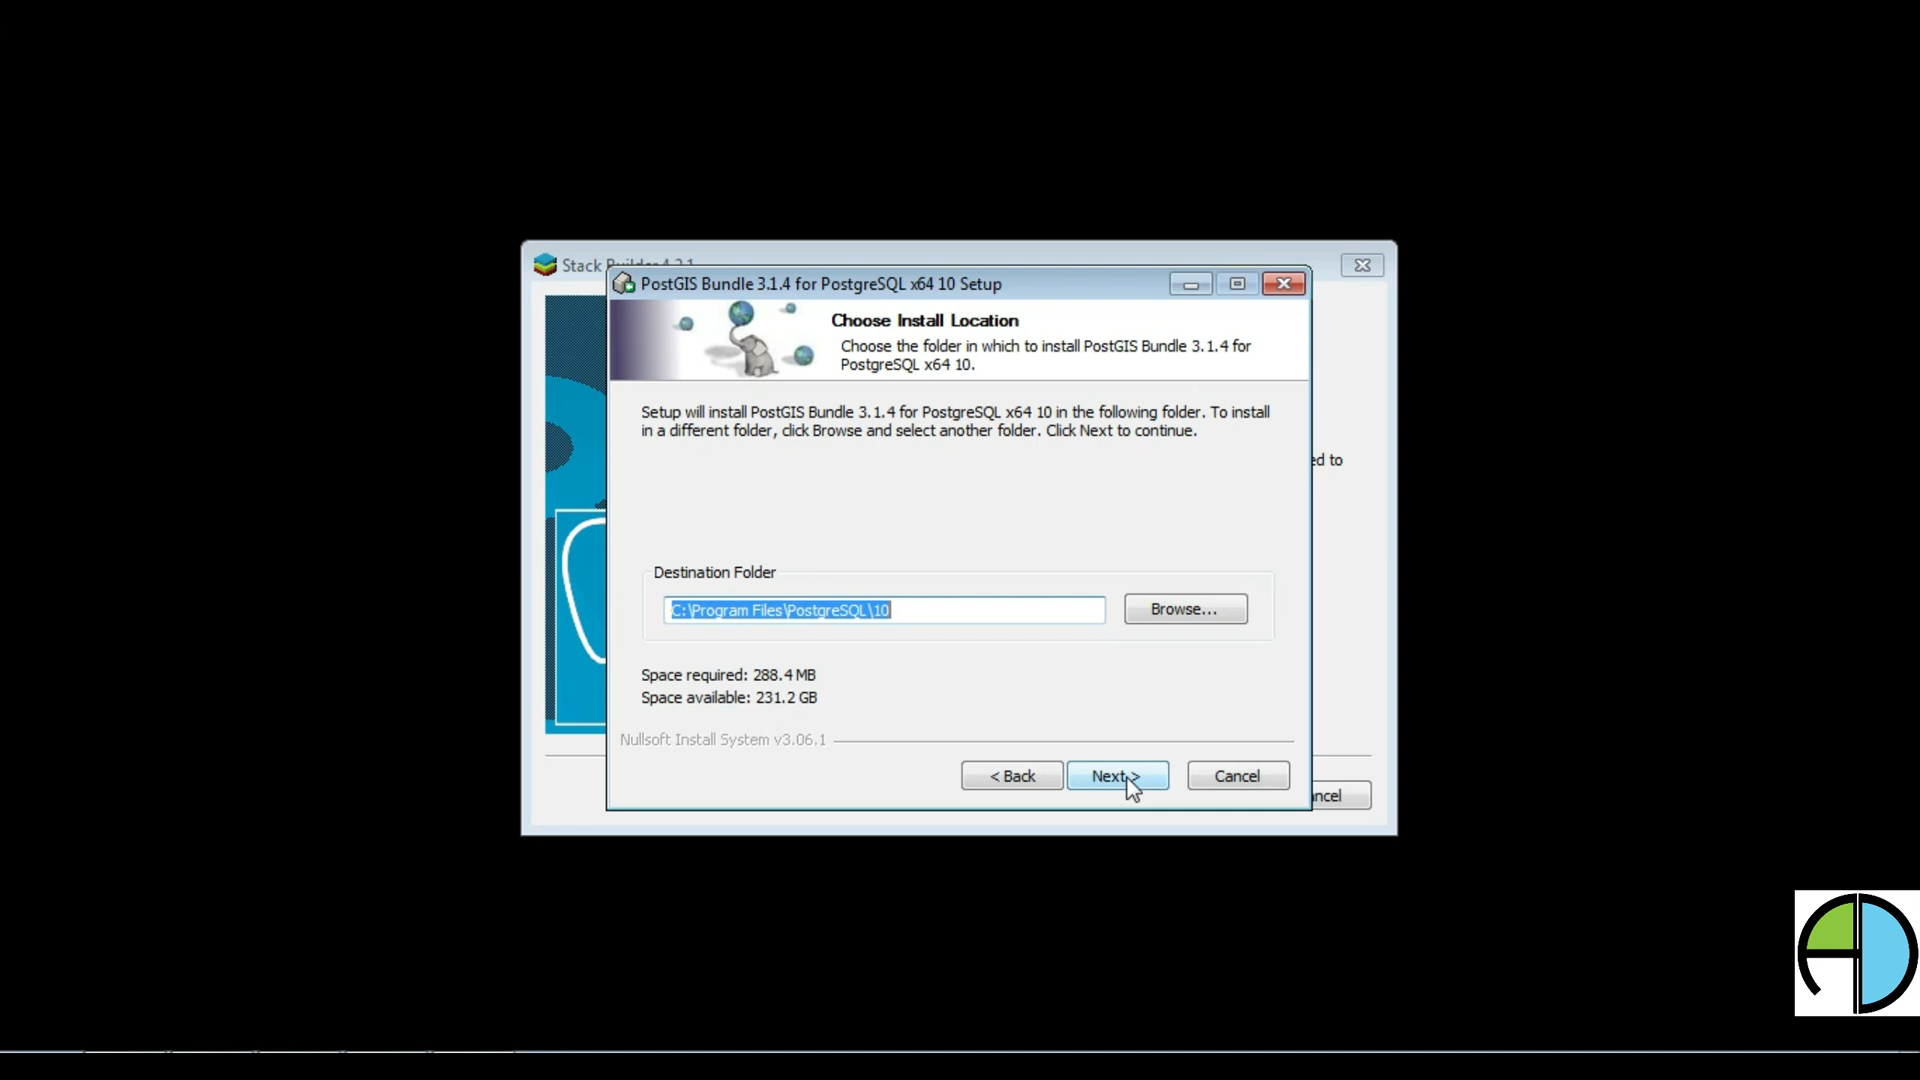 Stack Builder 4.2.1
PostGIS Bundle 3.1.4 for PostgreSQL x64 10 Setup
Choose Install Location
Choose the folder in which to install PostGIS Bundle 3.1.4 for
PostgreSQL x64 10.
Setup will install PostGIS Bundle 3.1.4 for PostgreSQL x64 10 in the following folder. To install
in a different folder, click Browse and select another folder. Click Next to continue.
ed to
Destination Folder
C:\Program Files\PostgreSQL\10
Browse...
Space required: 288.4 MB
Space available: 231.2 GB
Nullsoft Install System v3.06.1
< Back
Next >
Cancel
ncel